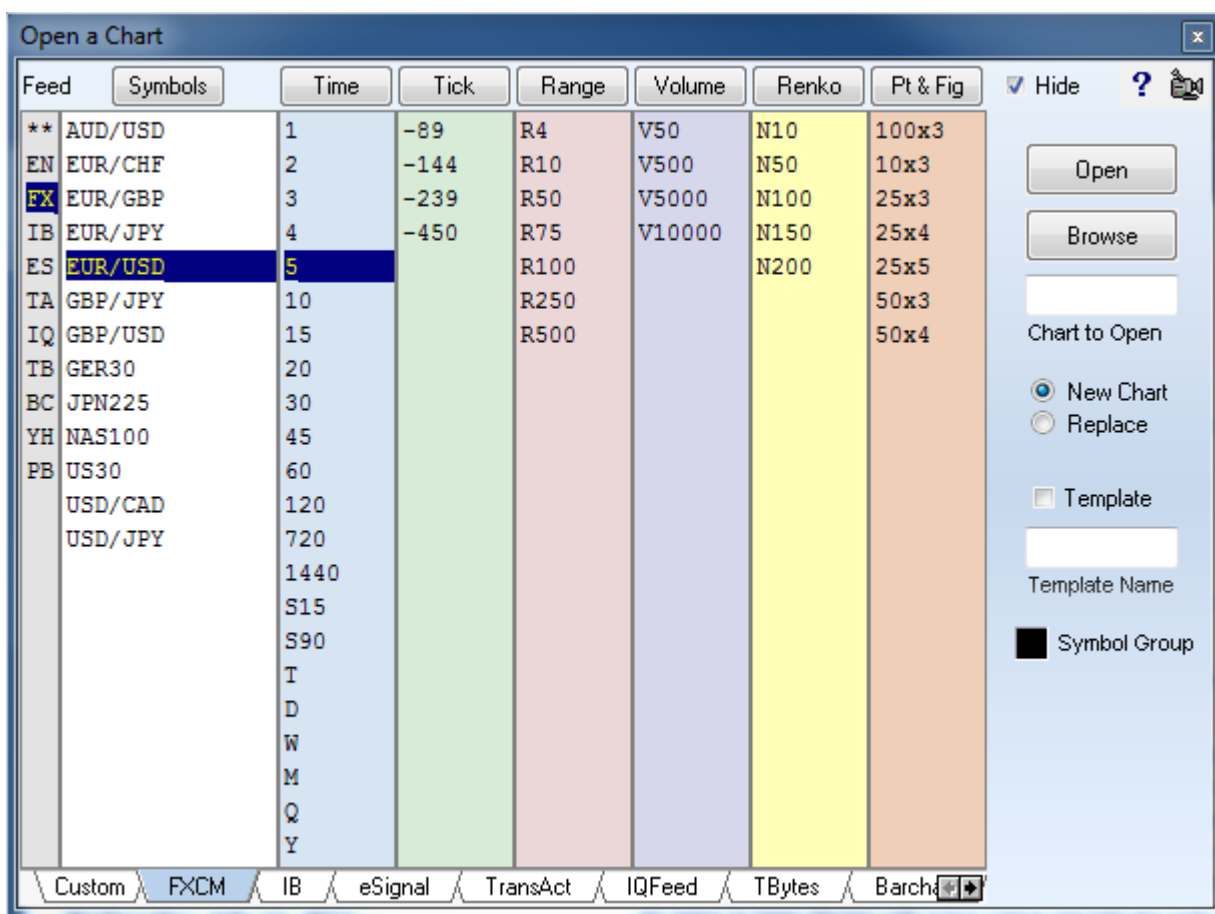 Open a Chart
Feed Symbols Time Tick Range Volume Renko Pt & Fig Hide ?
** AUD/USD 1 -89 R4 V50 N10 100x3
EN EUR/CHF 2 -144 R10 V500 N50 10x3
FX EUR/GBP 3 -239 R50 V5000 N100 25x3
IB EUR/JPY 4 -450 R75 V10000 N150 25x4
ES EUR/USD 5 R100 N200 25x5
TA GBP/JPY 10 R250 50x3
IQ GBP/USD 15 R500 50x4
TB GER30 20
BC JPN225 30
YH NAS100 45
PB US30 60
USD/CAD 120
USD/JPY 720
1440
S15
S90
T
D
W
M
Q
Y
Open
Browse
Chart to Open
New Chart
Replace
Template
Template Name
Symbol Group
Custom FXCM IB eSignal TransAct IQFeed TBytes